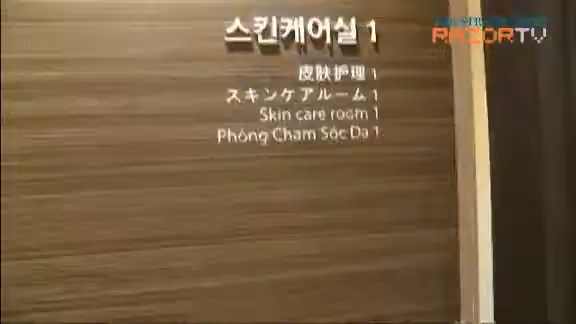 스킨케어실 1
皮肤护理 1
スキンケアルーム 1
Skin care room 1
Phòng Chăm Sóc Da 1
RAZORTV